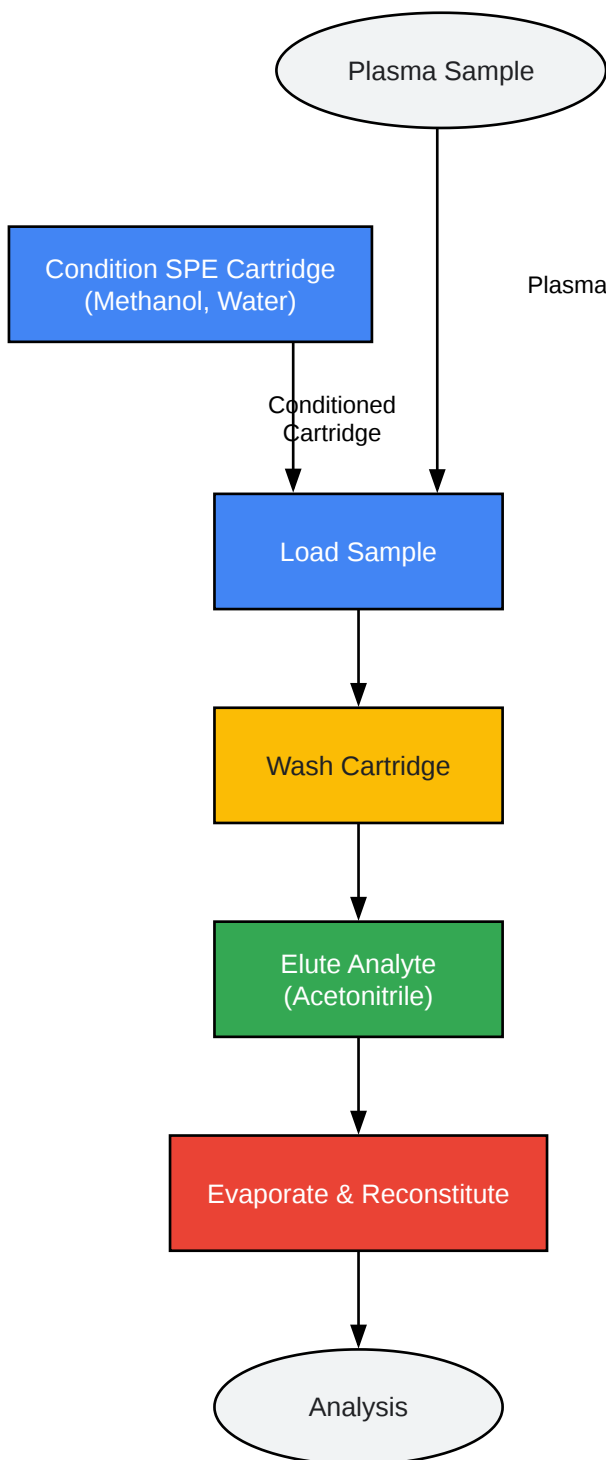 Plasma Sample
Condition SPE Cartridge
(Methanol, Water)
Plasma
Conditioned
Cartridge
Load Sample
Wash Cartridge
Elute Analyte
(Acetonitrile)
Evaporate & Reconstitute
Analysis